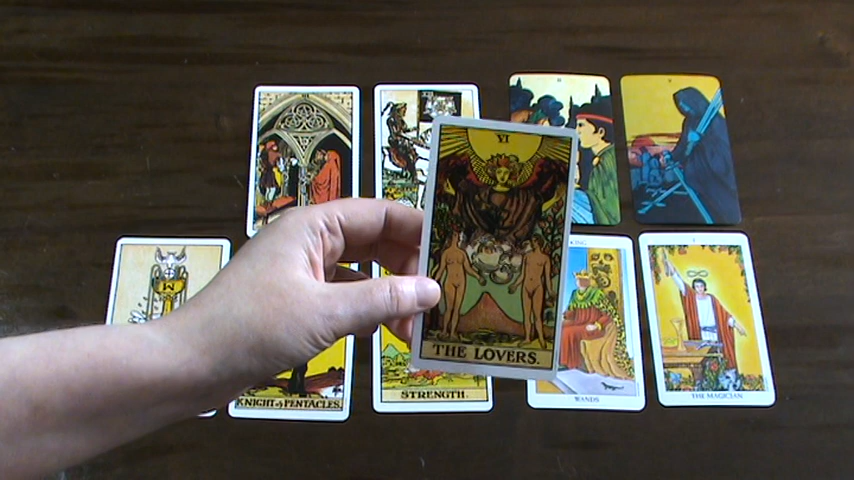 VI
THE LOVERS.
KING
WANDS
I
THE MAGICIAN
KNIGHT of PENTACLES.
STRENGTH.